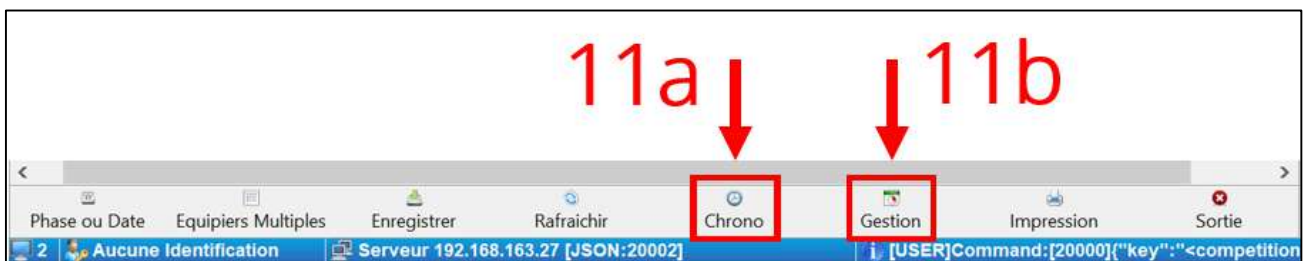 11a 11b
< >
Phase ou Date Equipiers Multiples Enregistrer Rafraichir Chrono Gestion Impression Sortie
2 Aucune Identification Serveur 192.168.163.27 [JSON:20002] [USER]Command:[20000]{"key":"<competition